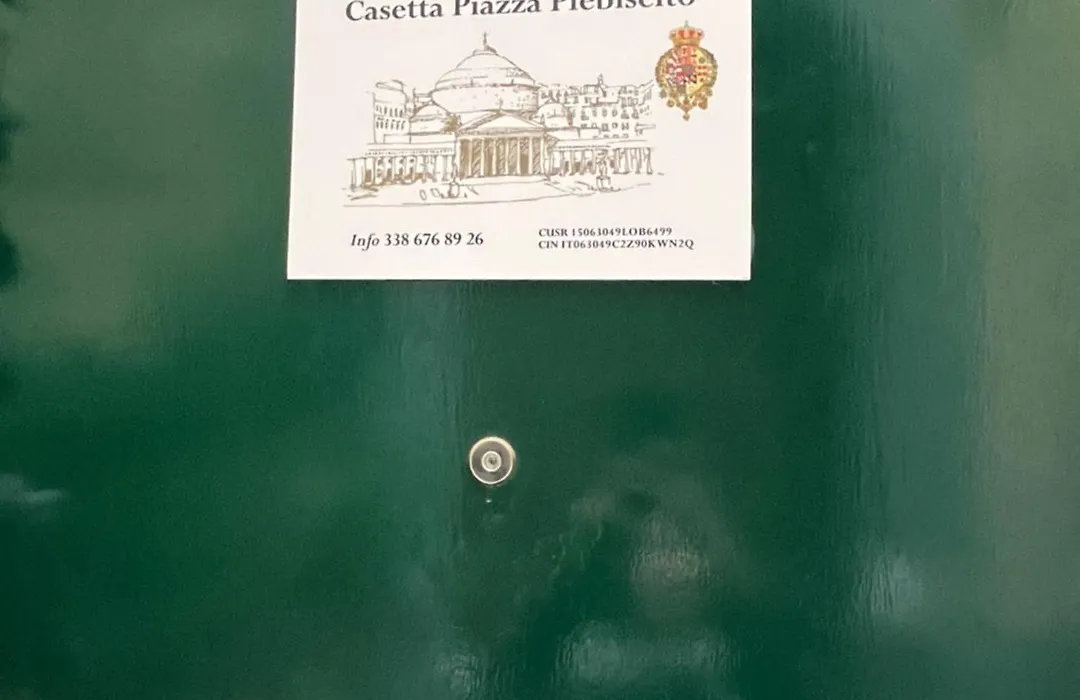 Casetta Piazza Plebiscito
Info 338 676 89 26
CUSR 15063049LOB6499
CIN IT063049C2Z90KWN2Q